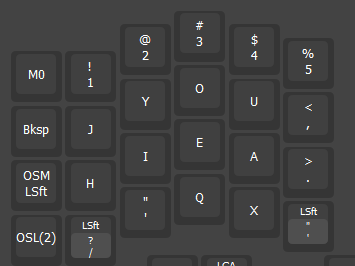 M0
!
1
@
2
#
3
$
4
%
5
Bksp
J
Y
O
U
<
,
OSM
LSft
H
I
E
A
>
.
OSL(2)
LSft
?
/
"
'
Q
X
LSft
"
'
LCA